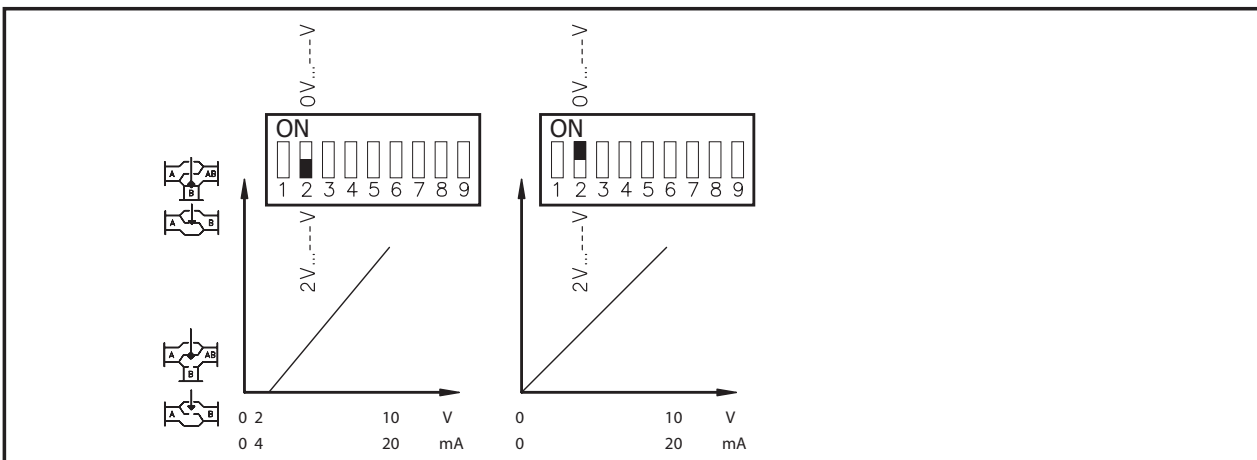 0V...---V
0V...---V
ON
ON
1 2 3 4 5 6 7 8 9
1 2 3 4 5 6 7 8 9
A AB
B
A B
2V...---V
2V...---V
A AB
B
A B
0 2 10 V
0 10 V
0 4 20 mA
0 20 mA